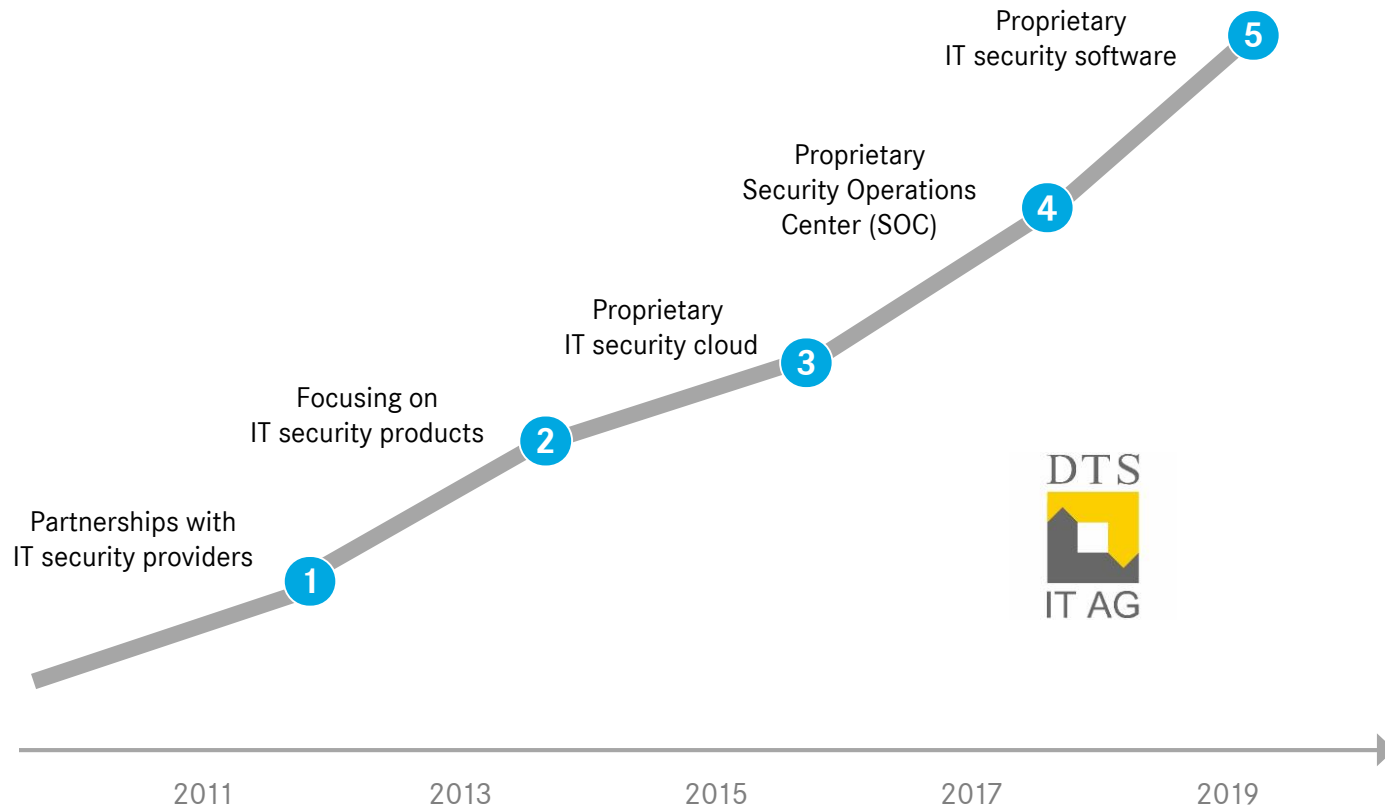 Proprietary
IT security software
5
Proprietary
Security Operations
Center (SOC)
4
Proprietary
IT security cloud
3
Focusing on
IT security products
2
Partnerships with
IT security providers
1
DTS
IT AG
2011
2013
2015
2017
2019